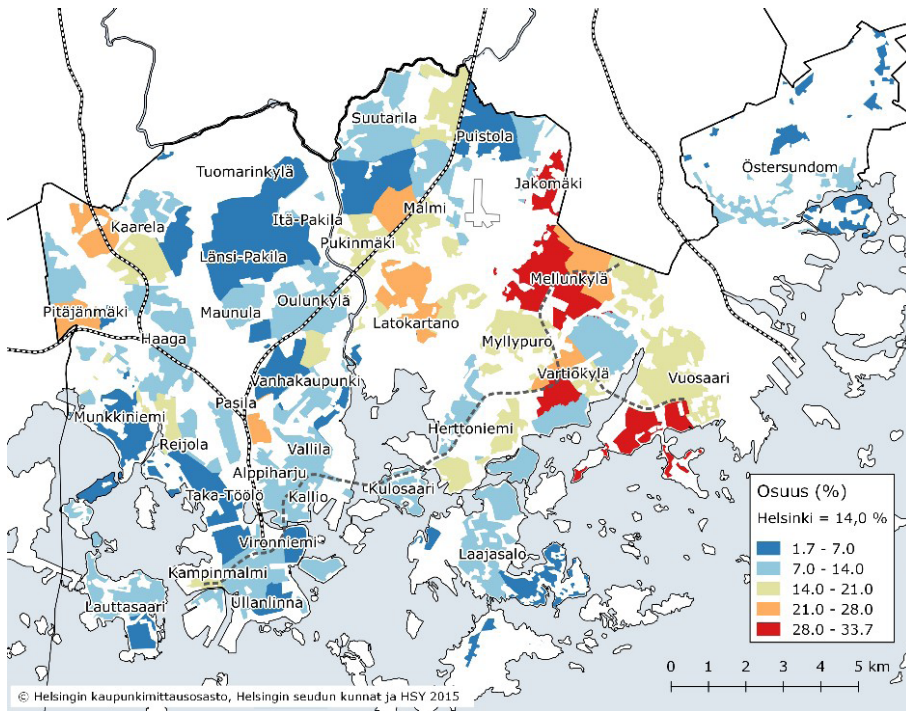 Suutarila
Puistola
Tuomarinkylä
Östersundom
Jakomäki
Malmi
Itä-Pakila
Kaarela
Pukinmäki
Länsi-Pakila
Mellunkylä
Oulunkylä
Pitäjänmäki
Maunula
Latokartano
Haaga
Myllypuro
Vartiokylä
Vuosaari
Vanhakaupunki
Pasila
Munkkiniemi
Herttoniemi
Reijola
Vallila
Alppiharju
Kulosaari
Taka-Töölö
Kallio
Vironniemi
Laajasalo
Kampinmalmi
Ullanlinna
Lauttasaari
Osuus (%)
Helsinki = 14,0 %
1.7 - 7.0
7.0 - 14.0
14.0 - 21.0
21.0 - 28.0
28.0 - 33.7
0 1 2 3 4 5 km
© Helsingin kaupunkimittausosasto, Helsingin seudun kunnat ja HSY 2015